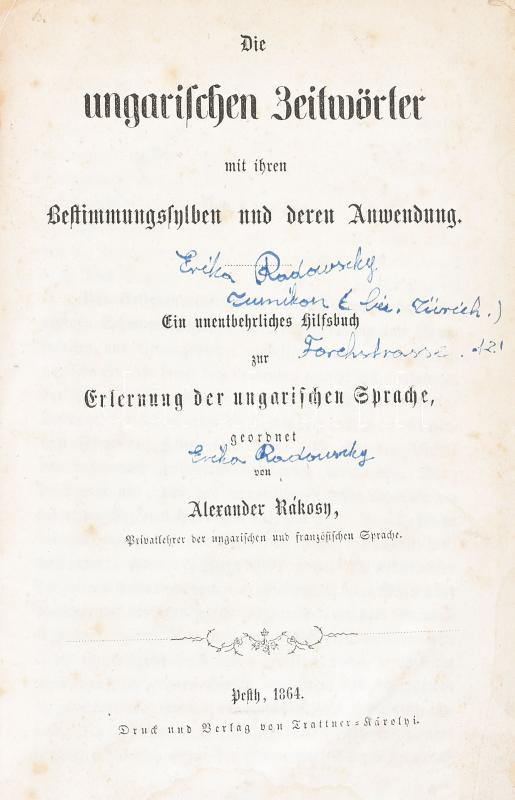 Die
ungarischen Zeitwörter
mit ihren
Bestimmungssylben und deren Anwendung.
Erika Radowsky
Zumikon (bei. Zürich.)
Ein unentbehrliches Hilfsbuch
Forchstrasse.
zur
Erlernung der ungarischen Sprache,
geordnet
Erika Radowsky
von
Alexander Rákosy,
Privatlehrer der ungarischen und französischen Sprache.
Pesth, 1864.
Druck und Verlag von Trattner-Károlyi.